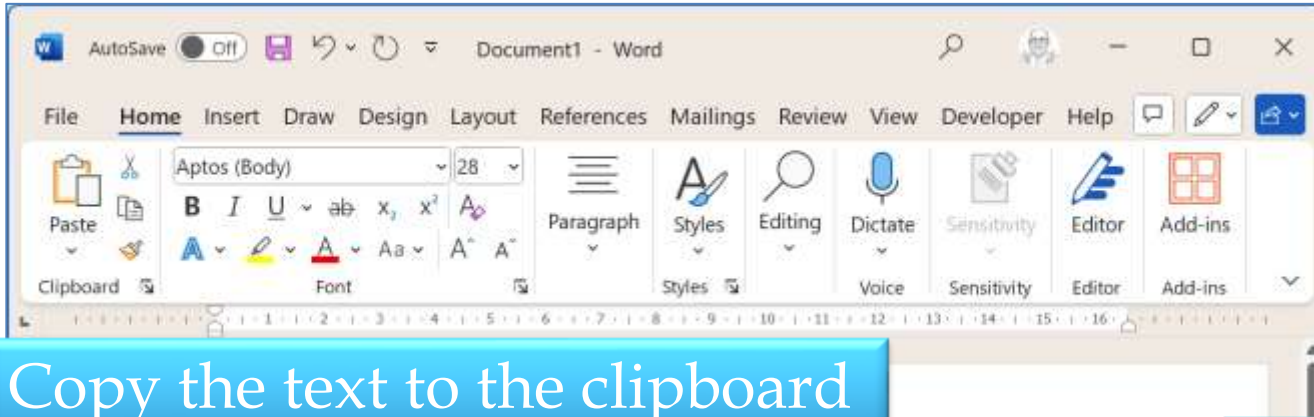 AutoSave Off Document1 - Word
File Home Insert Draw Design Layout References Mailings Review View Developer Help
Aptos (Body) 28
B I U ab x₂ x² A
A A Aa A A
Paste Paragraph Styles Editing Dictate Sensitivity Editor Add-ins
Clipboard Font Styles Voice Sensitivity Editor Add-ins
1 2 3 4 5 6 7 8 9 10 11 12 13 14 15 16
Copy the text to the clipboard